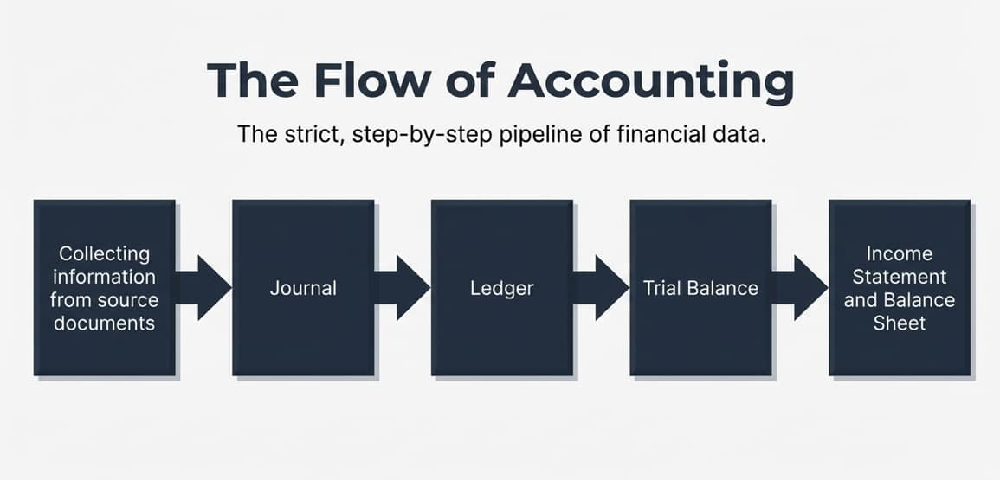 The Flow of Accounting
The strict, step-by-step pipeline of financial data.
Collecting
information
from source
documents
Journal
Ledger
Trial Balance
Income
Statement
and Balance
Sheet